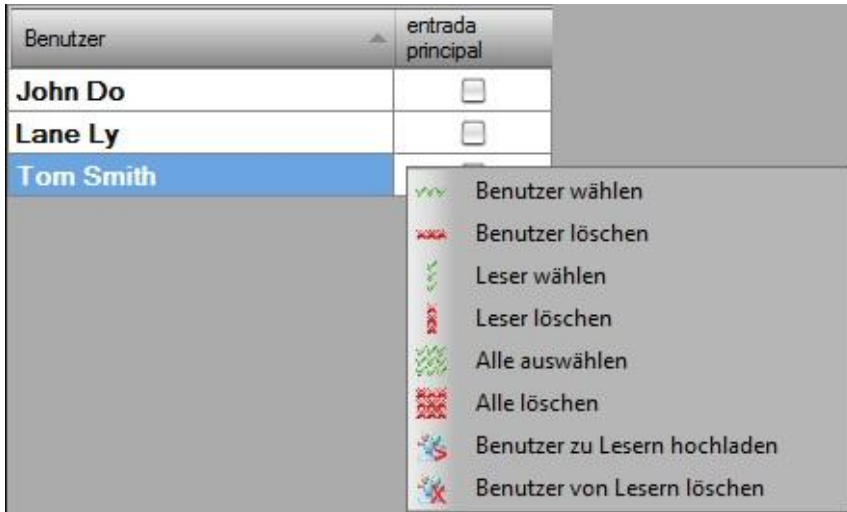 Benutzer
entrada
principal
John Do
Lane Ly
Tom Smith
Benutzer wählen
Benutzer löschen
Leser wählen
Leser löschen
Alle auswählen
Alle löschen
Benutzer zu Lesern hochladen
Benutzer von Lesern löschen